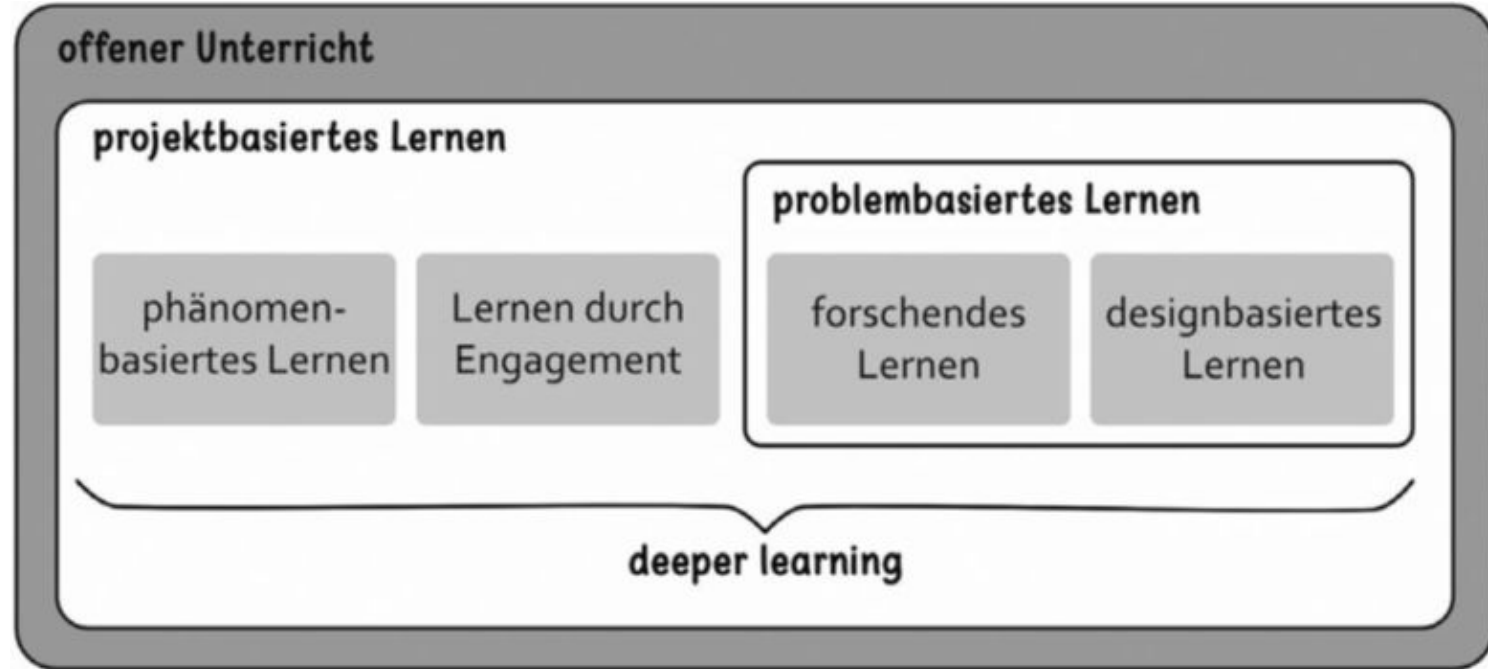 offener Unterricht
projektbasiertes Lernen
problembasiertes Lernen
phänomen-
basiertes Lernen
Lernen durch
Engagement
forschendes
Lernen
designbasiertes
Lernen
deeper learning